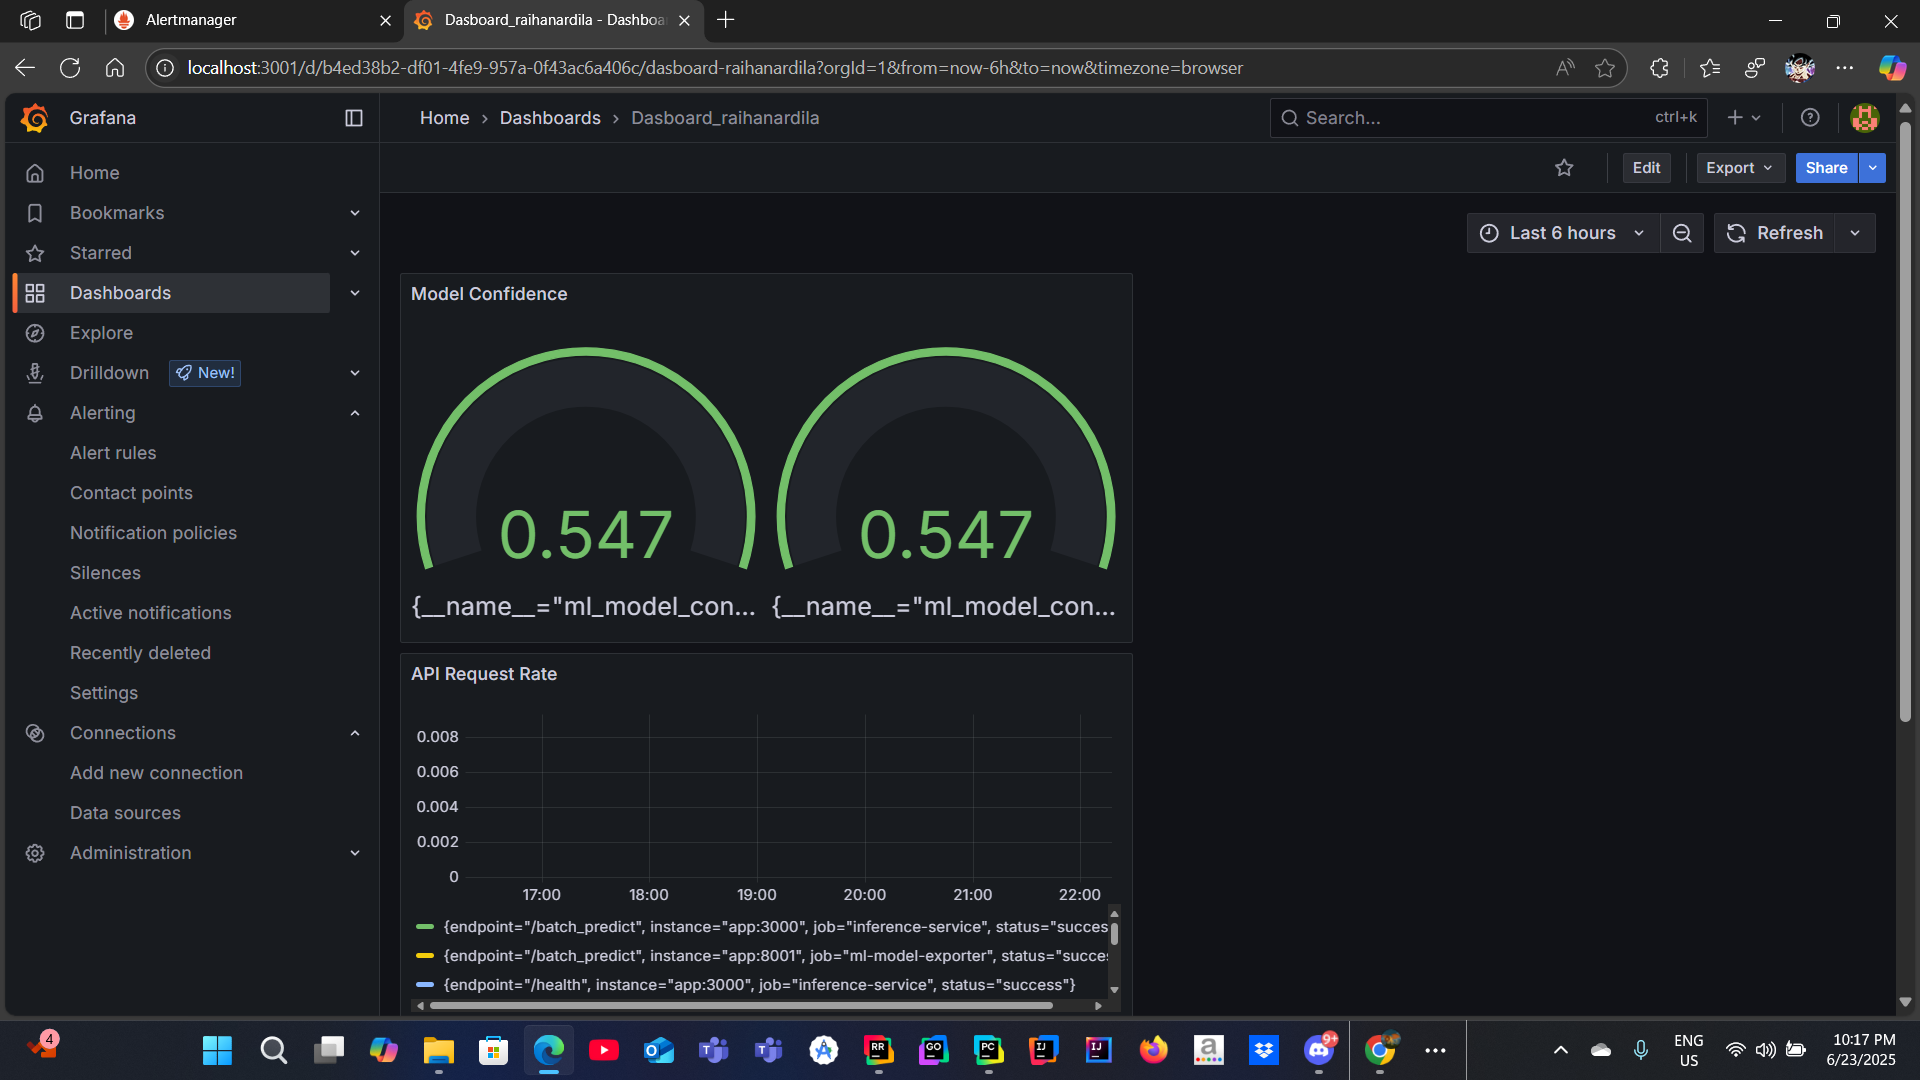 Alertmanager
Dasboard_raihanardila - Dashboa
localhost:3001/d/b4ed38b2-df01-4fe9-957a-0f43ac6a406c/dasboard-raihanardila?orgId=1&from=now-6h&to=now&timezone=browser
Grafana
Home › Dashboards › Dasboard_raihanardila
Search...
ctrl+k
Edit
Export
Share
Home
Bookmarks
Starred
Dashboards
Explore
Drilldown
New!
Alerting
Alert rules
Contact points
Notification policies
Silences
Active notifications
Recently deleted
Settings
Connections
Add new connection
Data sources
Administration
Last 6 hours
Refresh
Model Confidence
0.547
0.547
{__name__="ml_model_con...
{__name__="ml_model_con...
API Request Rate
0.008
0.006
0.004
0.002
0
17:00
18:00
19:00
20:00
21:00
22:00
{endpoint="/batch_predict", instance="app:3000", job="inference-service", status="succes
{endpoint="/batch_predict", instance="app:8001", job="ml-model-exporter", status="succe
{endpoint="/health", instance="app:3000", job="inference-service", status="success"}
4
RR
GO
PC
IJ
IJ
a
9+
ENG
US
10:17 PM
6/23/2025